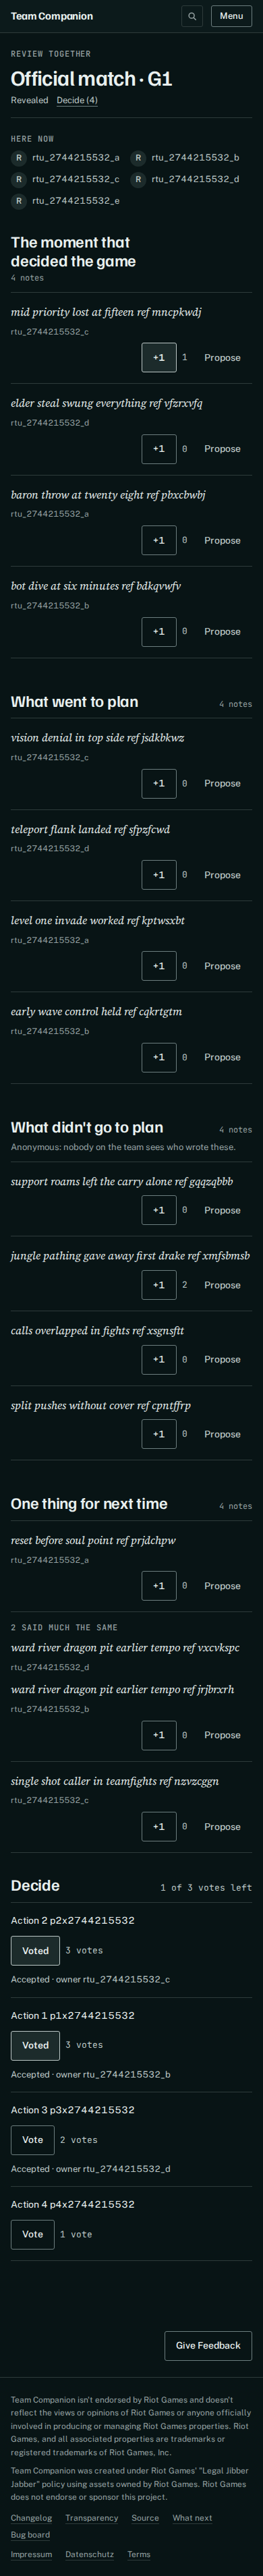 Team Companion
Menu
REVIEW TOGETHER
Official match · G1
Revealed Decide (4)
HERE NOW
R rtu_2744215532_a R rtu_2744215532_b
R rtu_2744215532_c R rtu_2744215532_d
R rtu_2744215532_e
The moment that
decided the game
4 notes
mid priority lost at fifteen ref mncpkwdj
rtu_2744215532_c
+1 1 Propose
elder steal swung everything ref vfzrxvfq
rtu_2744215532_d
+1 0 Propose
baron throw at twenty eight ref pbxcbwbj
rtu_2744215532_a
+1 0 Propose
bot dive at six minutes ref bdkqvwfv
rtu_2744215532_b
+1 0 Propose
What went to plan 4 notes
vision denial in top side ref jsdkbkwz
rtu_2744215532_c
+1 0 Propose
teleport flank landed ref sfpzfcwd
rtu_2744215532_d
+1 0 Propose
level one invade worked ref kptwsxbt
rtu_2744215532_a
+1 0 Propose
early wave control held ref cqkrtgtm
rtu_2744215532_b
+1 0 Propose
What didn't go to plan 4 notes
Anonymous: nobody on the team sees who wrote these.
support roams left the carry alone ref gqqzqbbb
+1 0 Propose
jungle pathing gave away first drake ref xmfsbmsb
+1 2 Propose
calls overlapped in fights ref xsgnsftt
+1 0 Propose
split pushes without cover ref cpntffrp
+1 0 Propose
One thing for next time 4 notes
reset before soul point ref prjdchpw
rtu_2744215532_a
+1 0 Propose
2 SAID MUCH THE SAME
ward river dragon pit earlier tempo ref vxcvkspc
rtu_2744215532_d
ward river dragon pit earlier tempo ref jrjbrxrh
rtu_2744215532_b
+1 0 Propose
single shot caller in teamfights ref nzvzcggn
rtu_2744215532_c
+1 0 Propose
Decide 1 of 3 votes left
Action 2 p2x2744215532
Voted 3 votes
Accepted · owner rtu_2744215532_c
Action 1 p1x2744215532
Voted 3 votes
Accepted · owner rtu_2744215532_b
Action 3 p3x2744215532
Vote 2 votes
Accepted · owner rtu_2744215532_d
Action 4 p4x2744215532
Vote 1 vote
Give Feedback
Team Companion isn't endorsed by Riot Games and doesn't
reflect the views or opinions of Riot Games or anyone officially
involved in producing or managing Riot Games properties. Riot
Games, and all associated properties are trademarks or
registered trademarks of Riot Games, Inc.
Team Companion was created under Riot Games' "Legal Jibber
Jabber" policy using assets owned by Riot Games. Riot Games
does not endorse or sponsor this project.
Changelog Transparency Source What next
Bug board
Impressum Datenschutz Terms